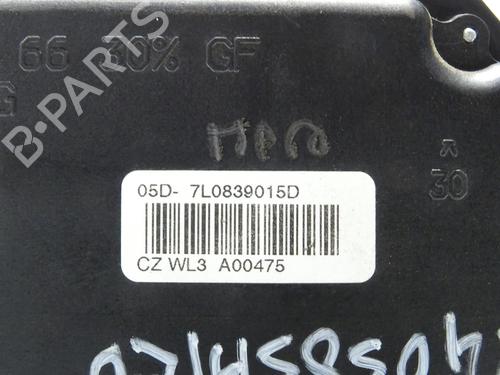 66 30% GF
G
30
05D- 7L0839015D
CZ WL3 A00475
B-PARTS